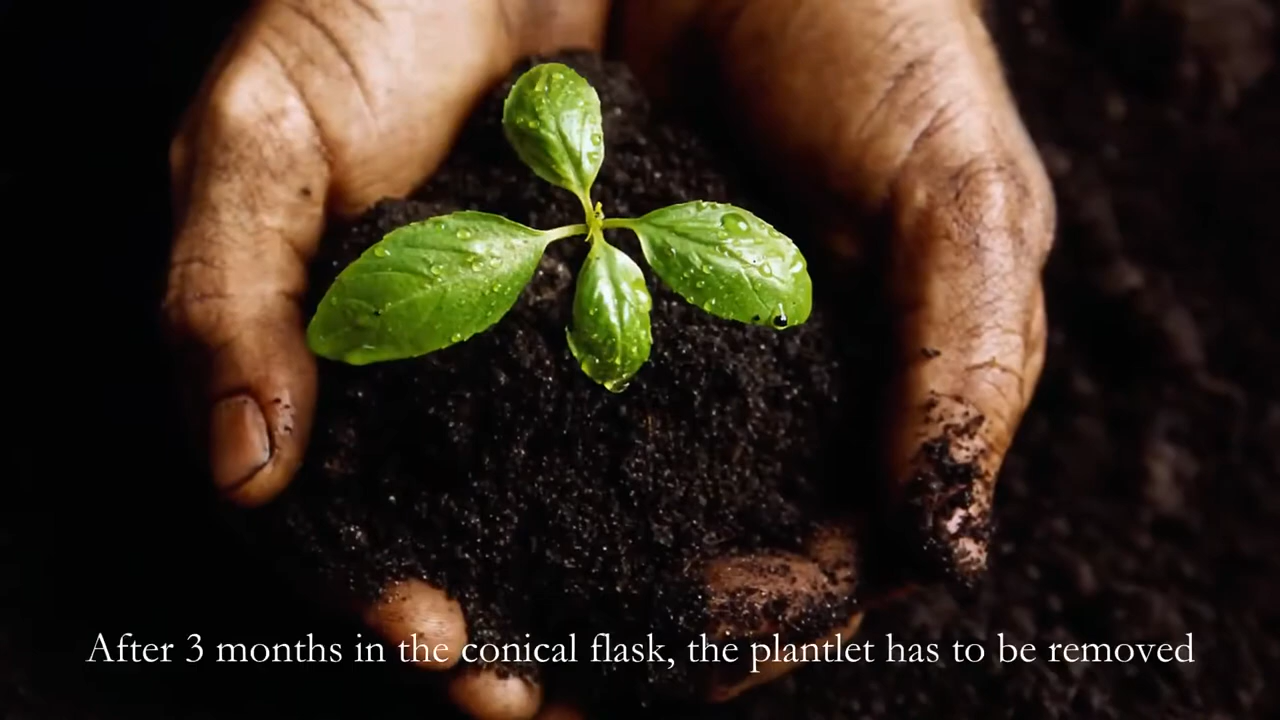 After 3 months in the conical flask, the plantlet has to be removed